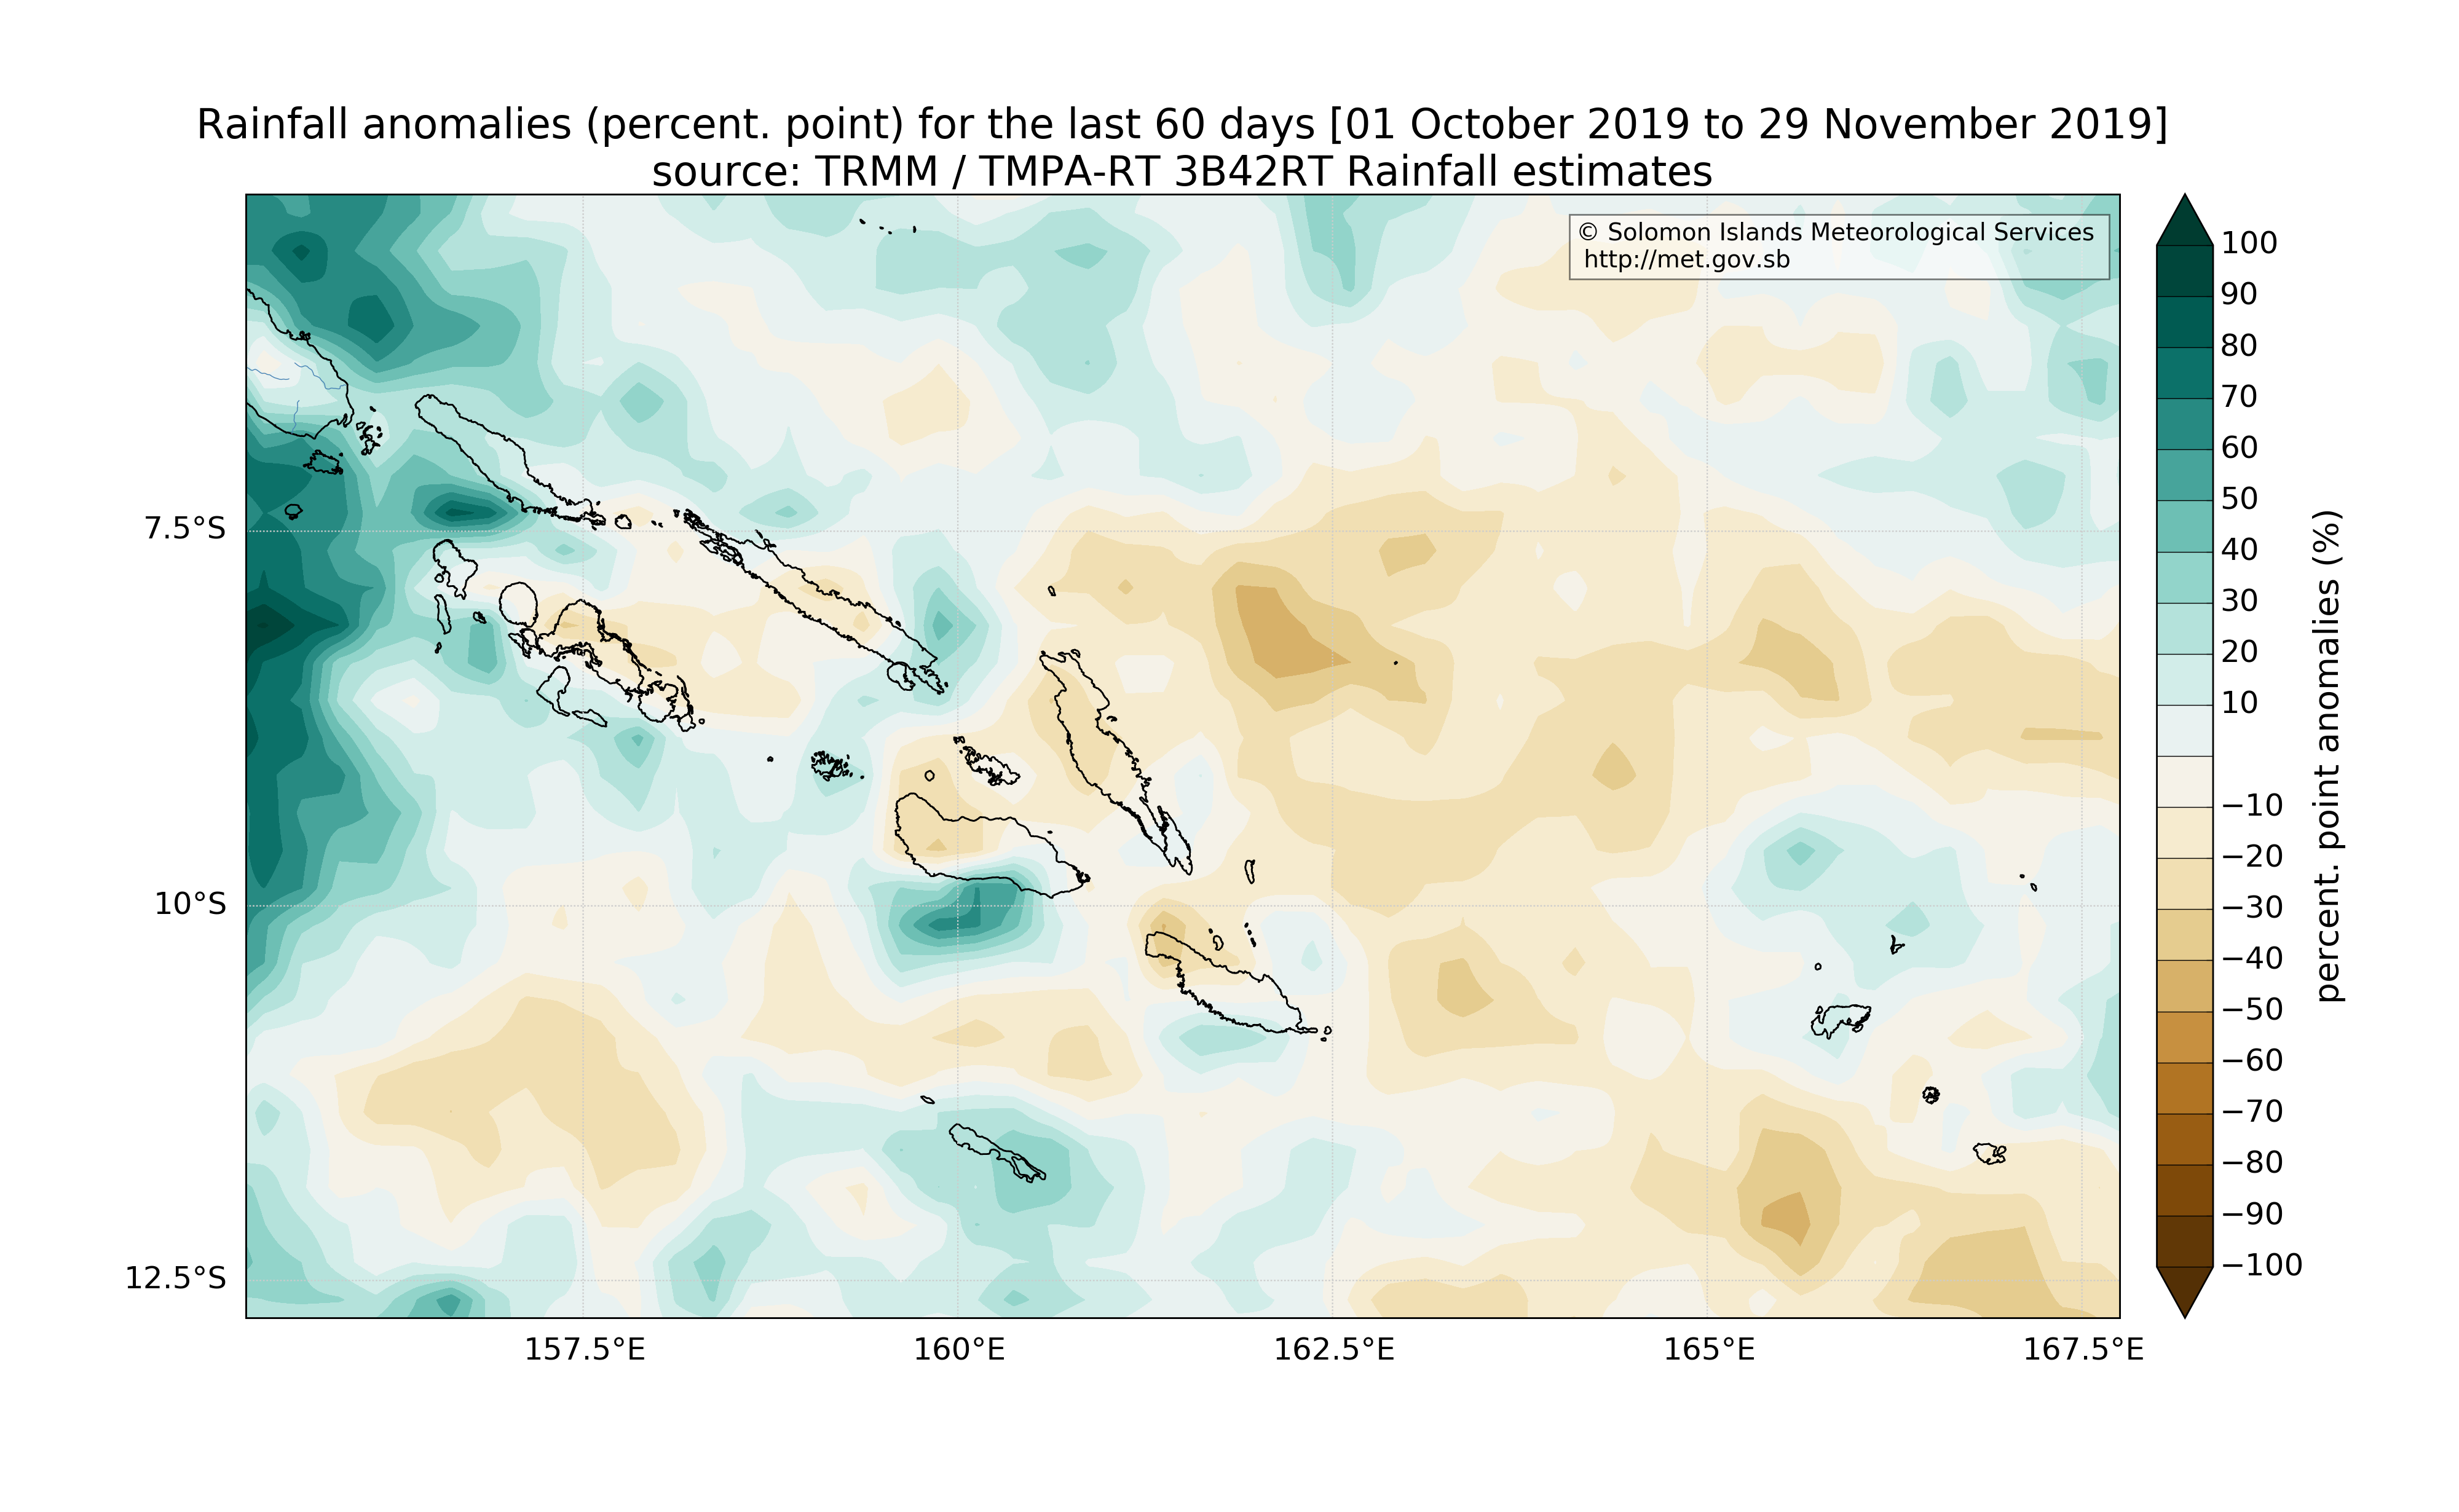 Rainfall anomalies (percent. point) for the last 60 days [01 October 2019 to 29 November 2019]
source: TRMM / TMPA-RT 3B42RT Rainfall estimates
© Solomon Islands Meteorological Services
http://met.gov.sb
7.5°S
10°S
12.5°S
157.5°E
160°E
162.5°E
165°E
167.5°E
100
90
80
70
60
50
40
30
20
10
−10
−20
−30
−40
−50
−60
−70
−80
−90
−100
percent. point anomalies (%)